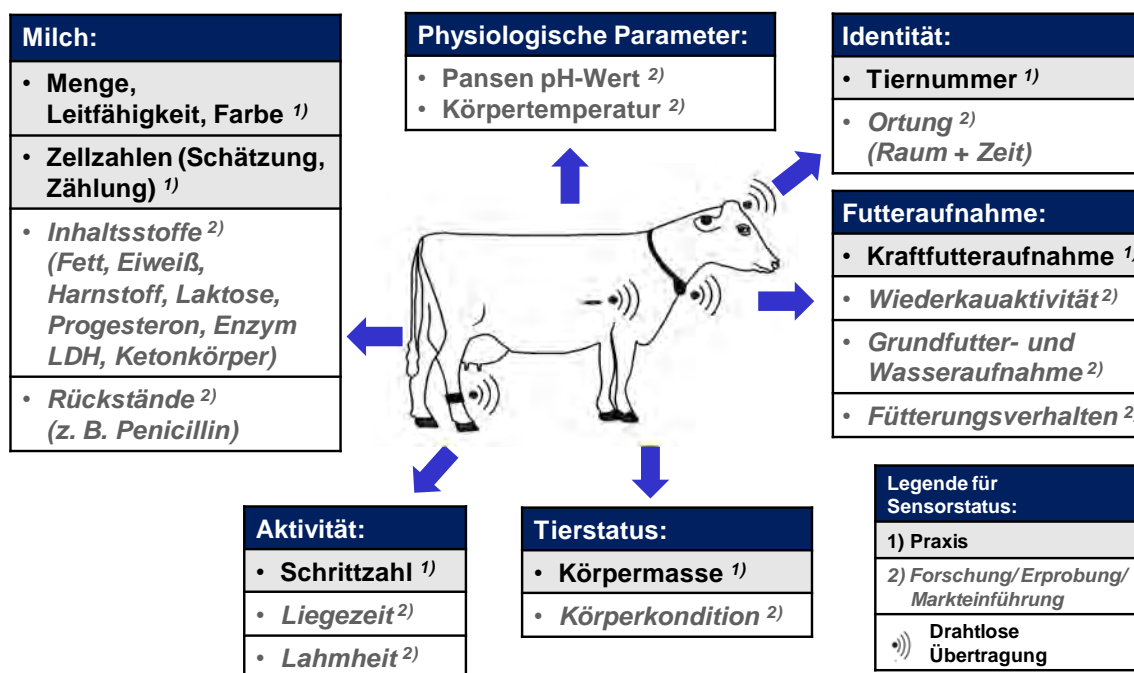 Milch:
• Menge,
Leitfähigkeit, Farbe 1)
• Zellzahlen (Schätzung,
Zählung) 1)
• Inhaltsstoffe 2)
(Fett, Eiweiß,
Harnstoff, Laktose,
Progesteron, Enzym
LDH, Ketonkörper)
• Rückstände 2)
(z. B. Penicillin)
Physiologische Parameter:
• Pansen pH-Wert 2)
• Körpertemperatur 2)
Identität:
• Tiernummer 1)
• Ortung 2)
(Raum + Zeit)
Futteraufnahme:
• Kraftfutteraufnahme 1)
• Wiederkauaktivität 2)
• Grundfutter- und
Wasseraufnahme 2)
• Fütterungsverhalten 2)
Aktivität:
• Schrittzahl 1)
• Liegezeit 2)
• Lahmheit 2)
Tierstatus:
• Körpermasse 1)
• Körperkondition 2)
Legende für
Sensorstatus:
1) Praxis
2) Forschung/Erprobung/
Markteinführung
Drahtlose
Übertragung